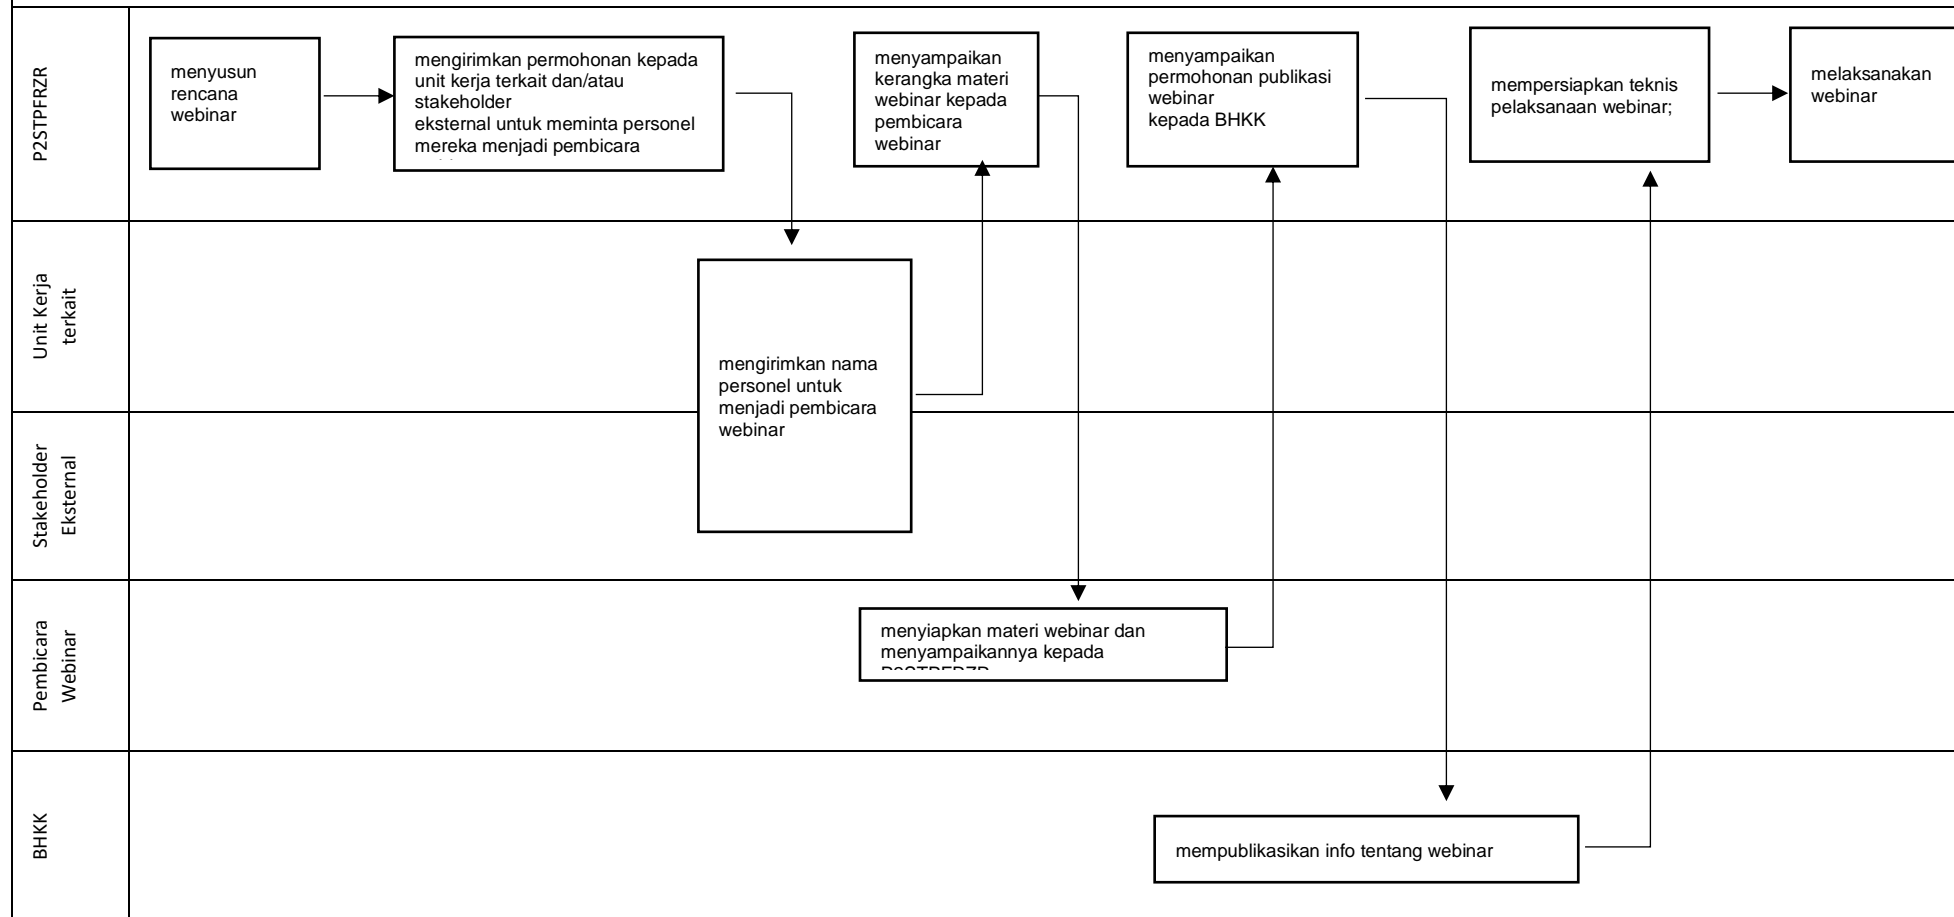 P2STPFRZR
menyusun
rencana
webinar
mengirimkan permohonan kepada
unit kerja terkait dan/atau
stakeholder
eksternal untuk meminta personel
mereka menjadi pembicara
menyampaikan
kerangka materi
webinar kepada
pembicara
webinar
menyampaikan
permohonan publikasi
webinar
kepada BHKK
mempersiapkan teknis
pelaksanaan webinar;
melaksanakan
webinar
Unit Kerja
terkait
mengirimkan nama
personel untuk
menjadi pembicara
webinar
Stakeholder
Eksternal
Pembicara
Webinar
menyiapkan materi webinar dan
menyampaikannya kepada
BHKK
mempublikasikan info tentang webinar